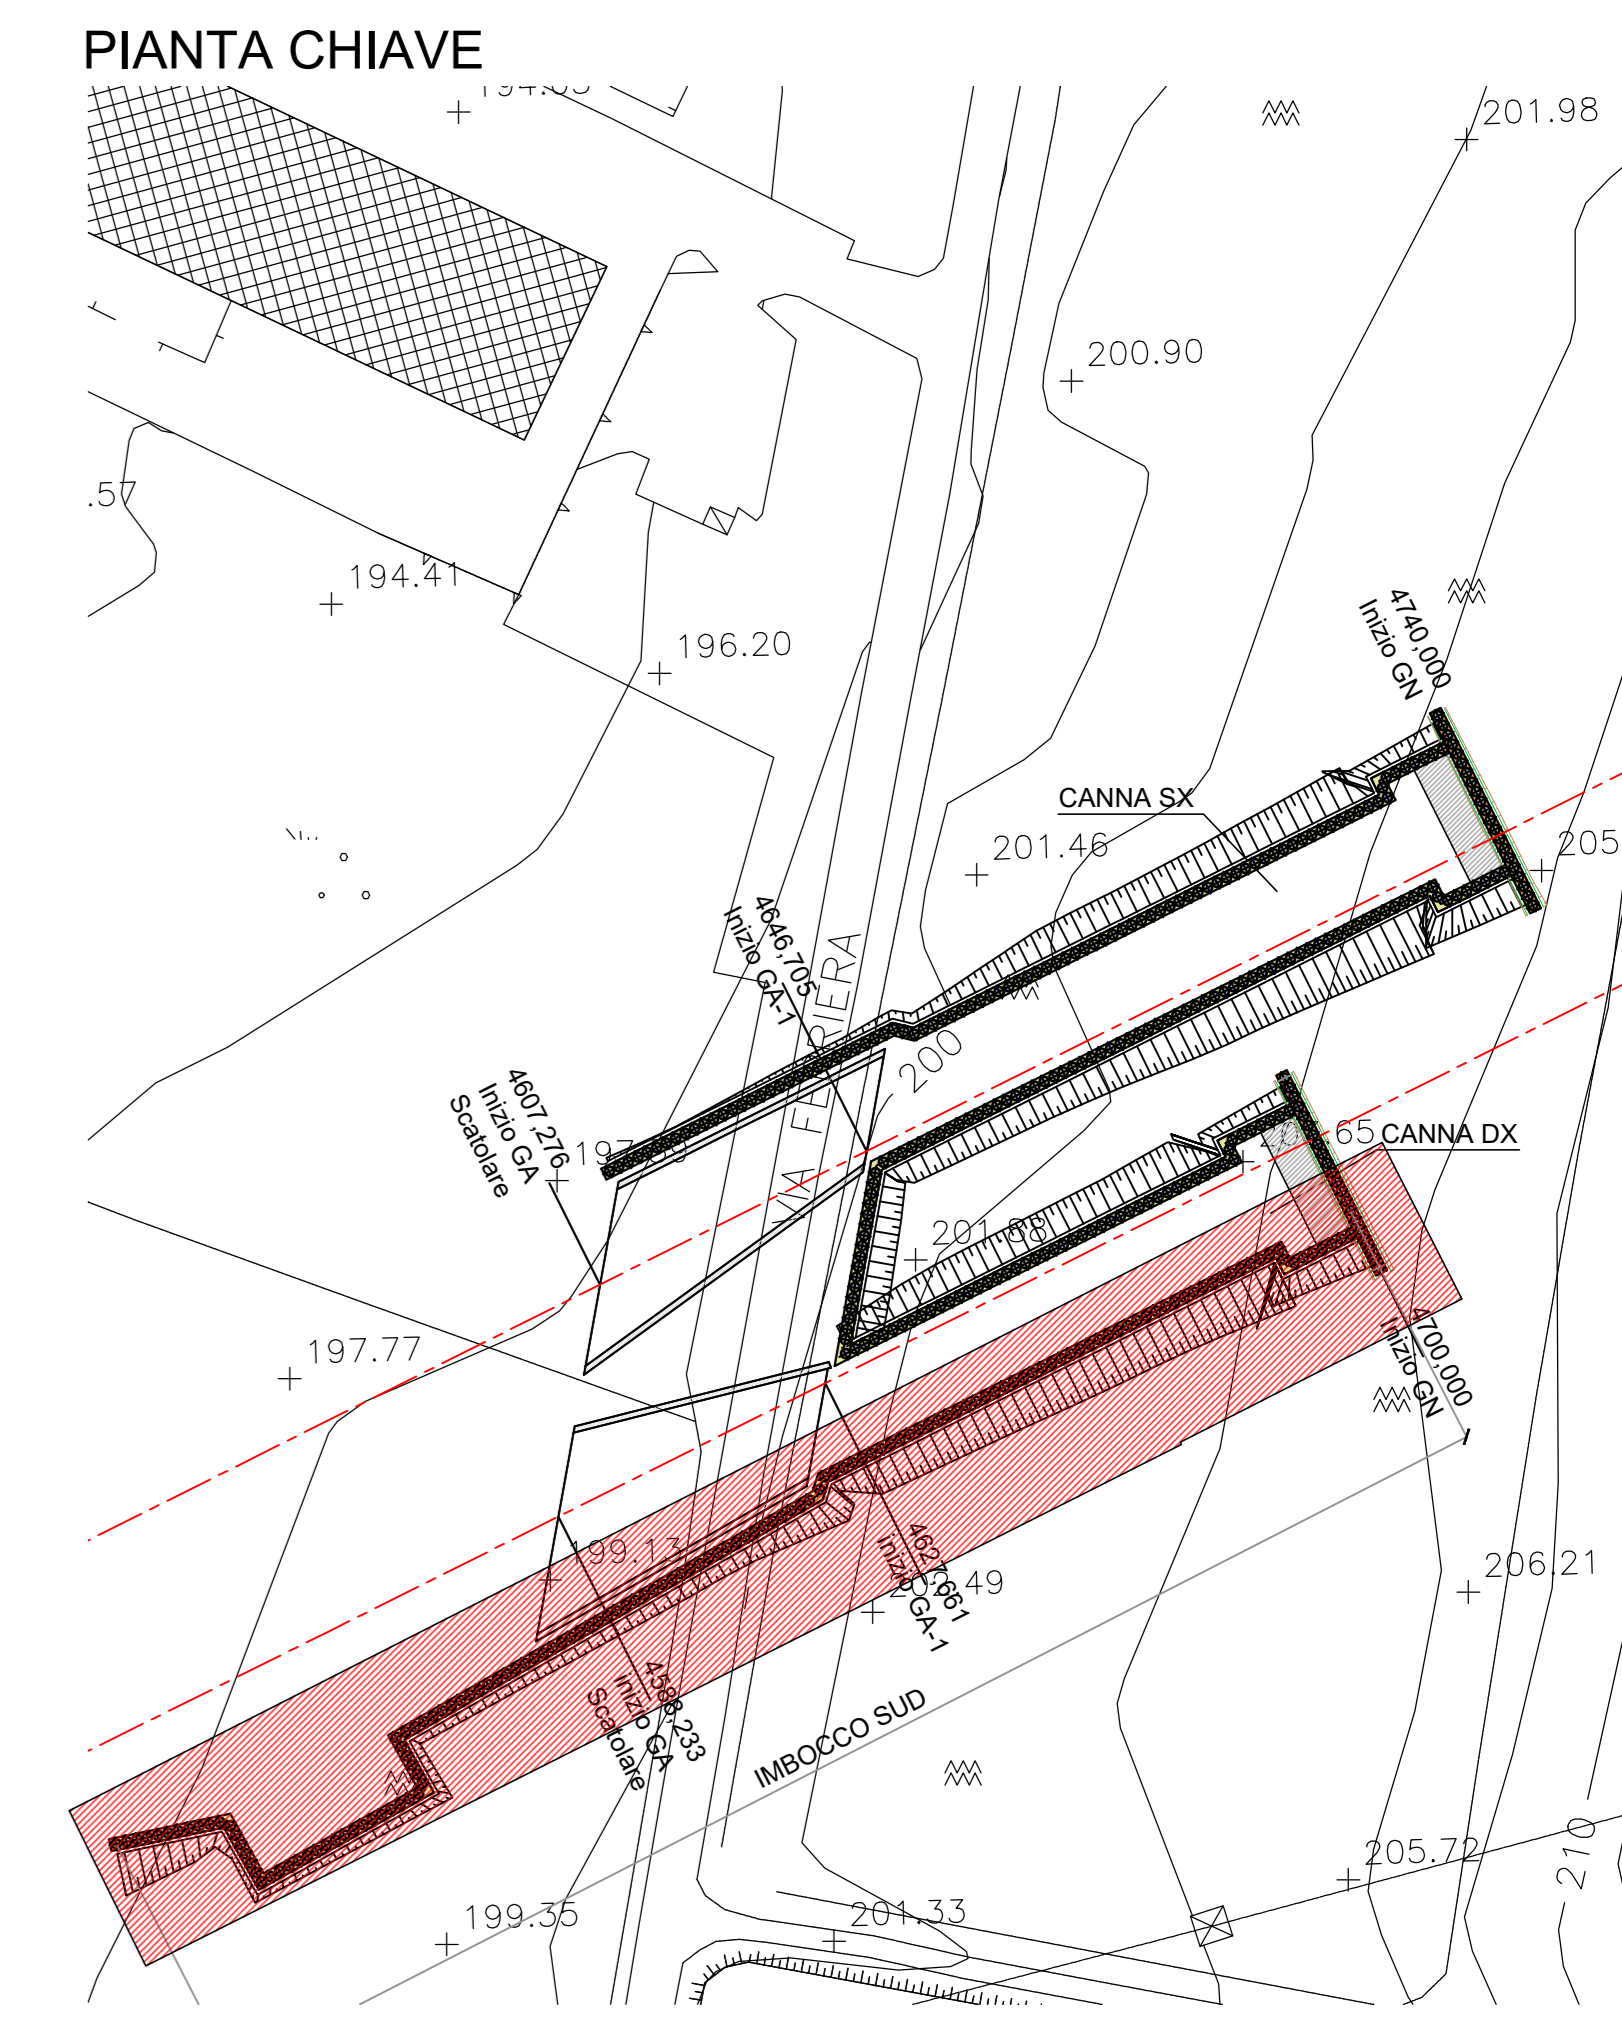 PIANTA CHIAVE
201.98
200.90
.57
194.41
196.20
4740,000
Inizio GN
CANNA SX
201.46
205
4646,705
Inizio GA-1
VIA FERRIERA
200
4607,276
Inizio GA
Scatolare
65
CANNA DX
201.88
197.77
4700,000
Inizio GN
199.13
4627,661
inizio GA-1
49
206.21
4588,233
inizio GA
Scatolare
IMBOCCO SUD
205.72
210
199.35
201.33